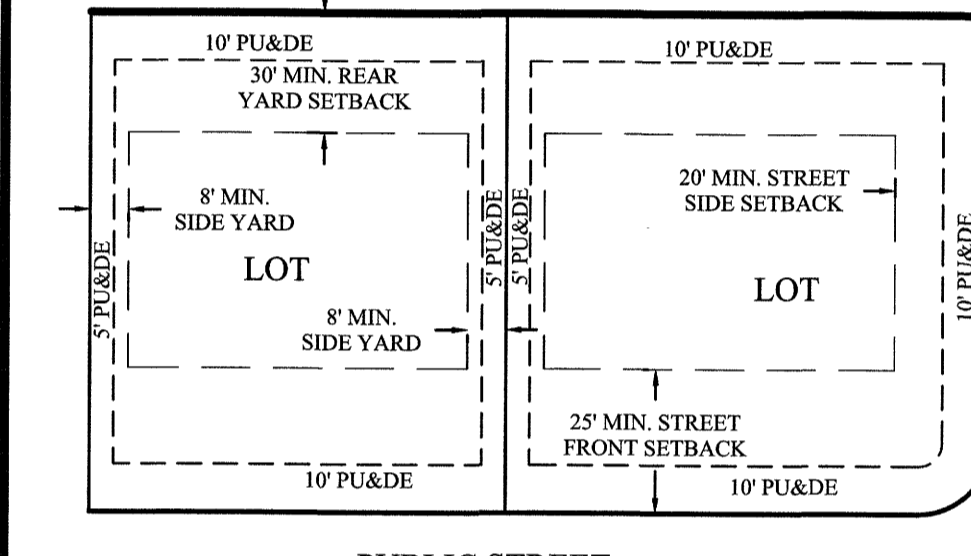 10' PU&DE
10' PU&DE
30' MIN. REAR
YARD SETBACK
8' MIN.
SIDE YARD
20' MIN. STREET
SIDE SETBACK
5' PU&DE
5' PU&DE
5' PU&DE
10' PU&DE
LOT
LOT
8' MIN.
SIDE YARD
25' MIN. STREET
FRONT SETBACK
10' PU&DE
10' PU&DE
PUBLIC STREET